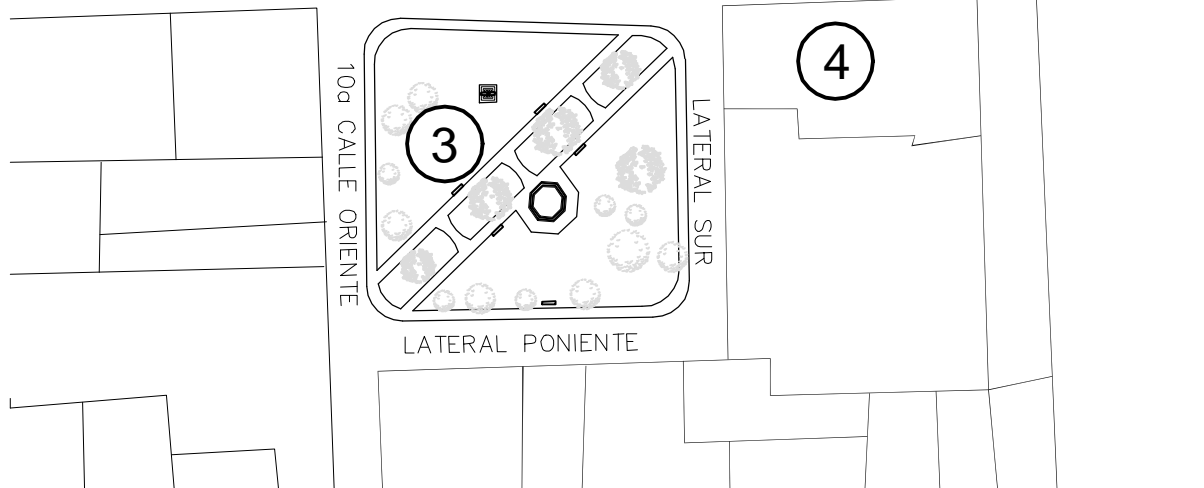 3
4
10a CALLE ORIENTE
LATERAL SUR
LATERAL PONIENTE